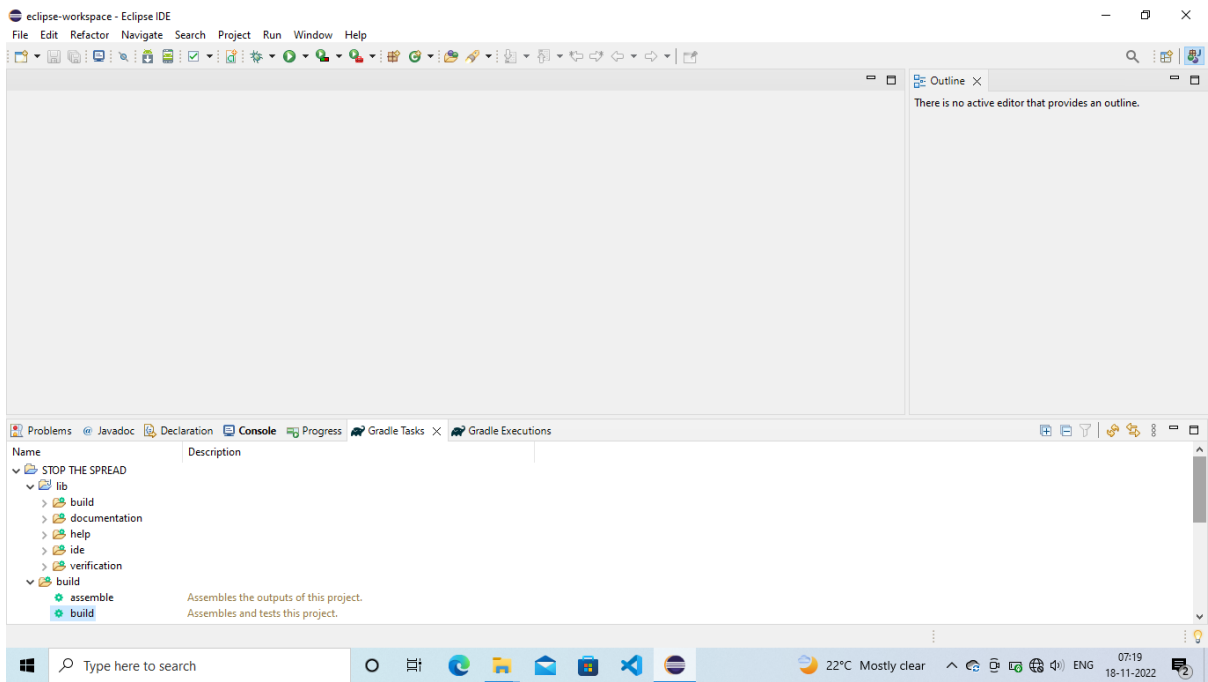 eclipse-workspace - Eclipse IDE
File Edit Refactor Navigate Search Project Run Window Help
Outline
There is no active editor that provides an outline.
Problems @ Javadoc Declaration Console Progress Gradle Tasks Gradle Executions
Name Description
STOP THE SPREAD
lib
build
documentation
help
ide
verification
build
assemble Assembles the outputs of this project.
build Assembles and tests this project.
Type here to search
22°C Mostly clear
ENG
07:19
18-11-2022
2